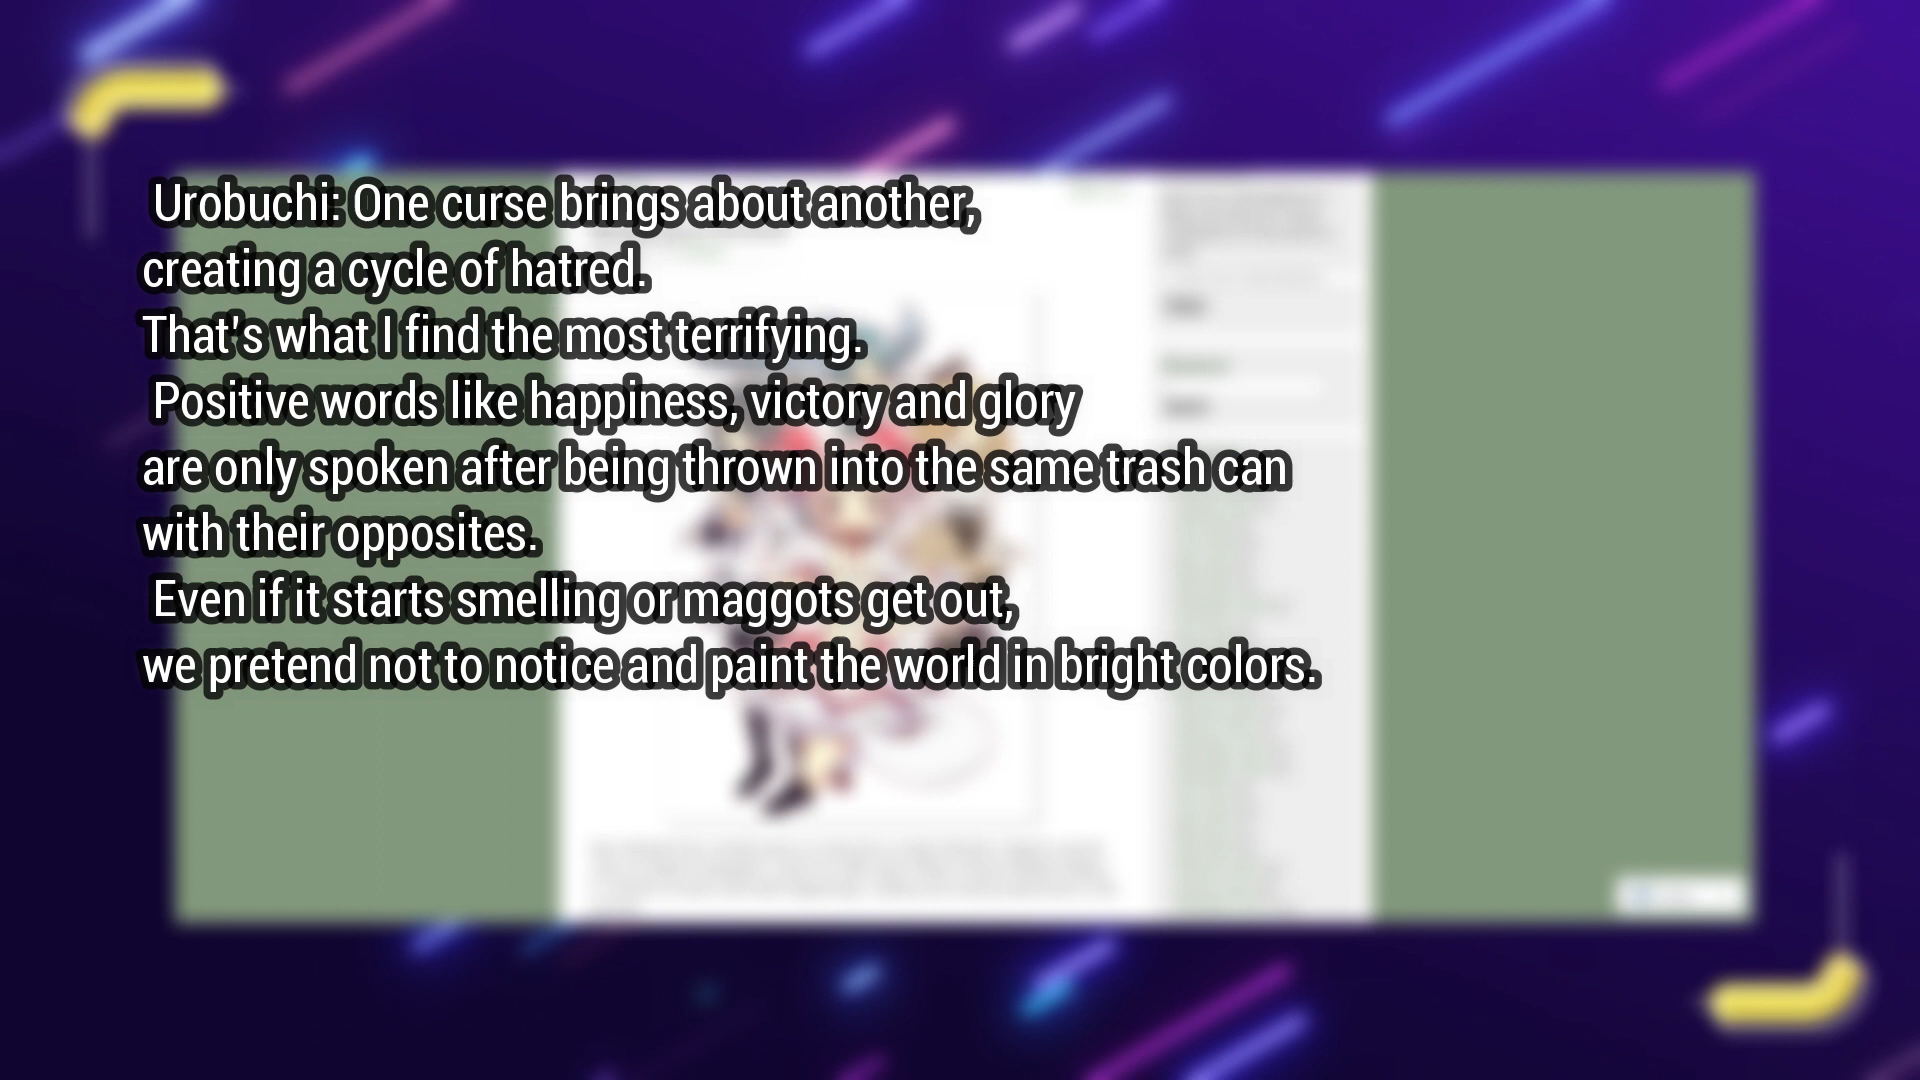 Urobuchi: One curse brings about another,
creating a cycle of hatred.
That's what I find the most terrifying.
Positive words like happiness, victory and glory
are only spoken after being thrown into the same trash can
with their opposites.
Even if it starts smelling or maggots get out,
we pretend not to notice and paint the world in bright colors.